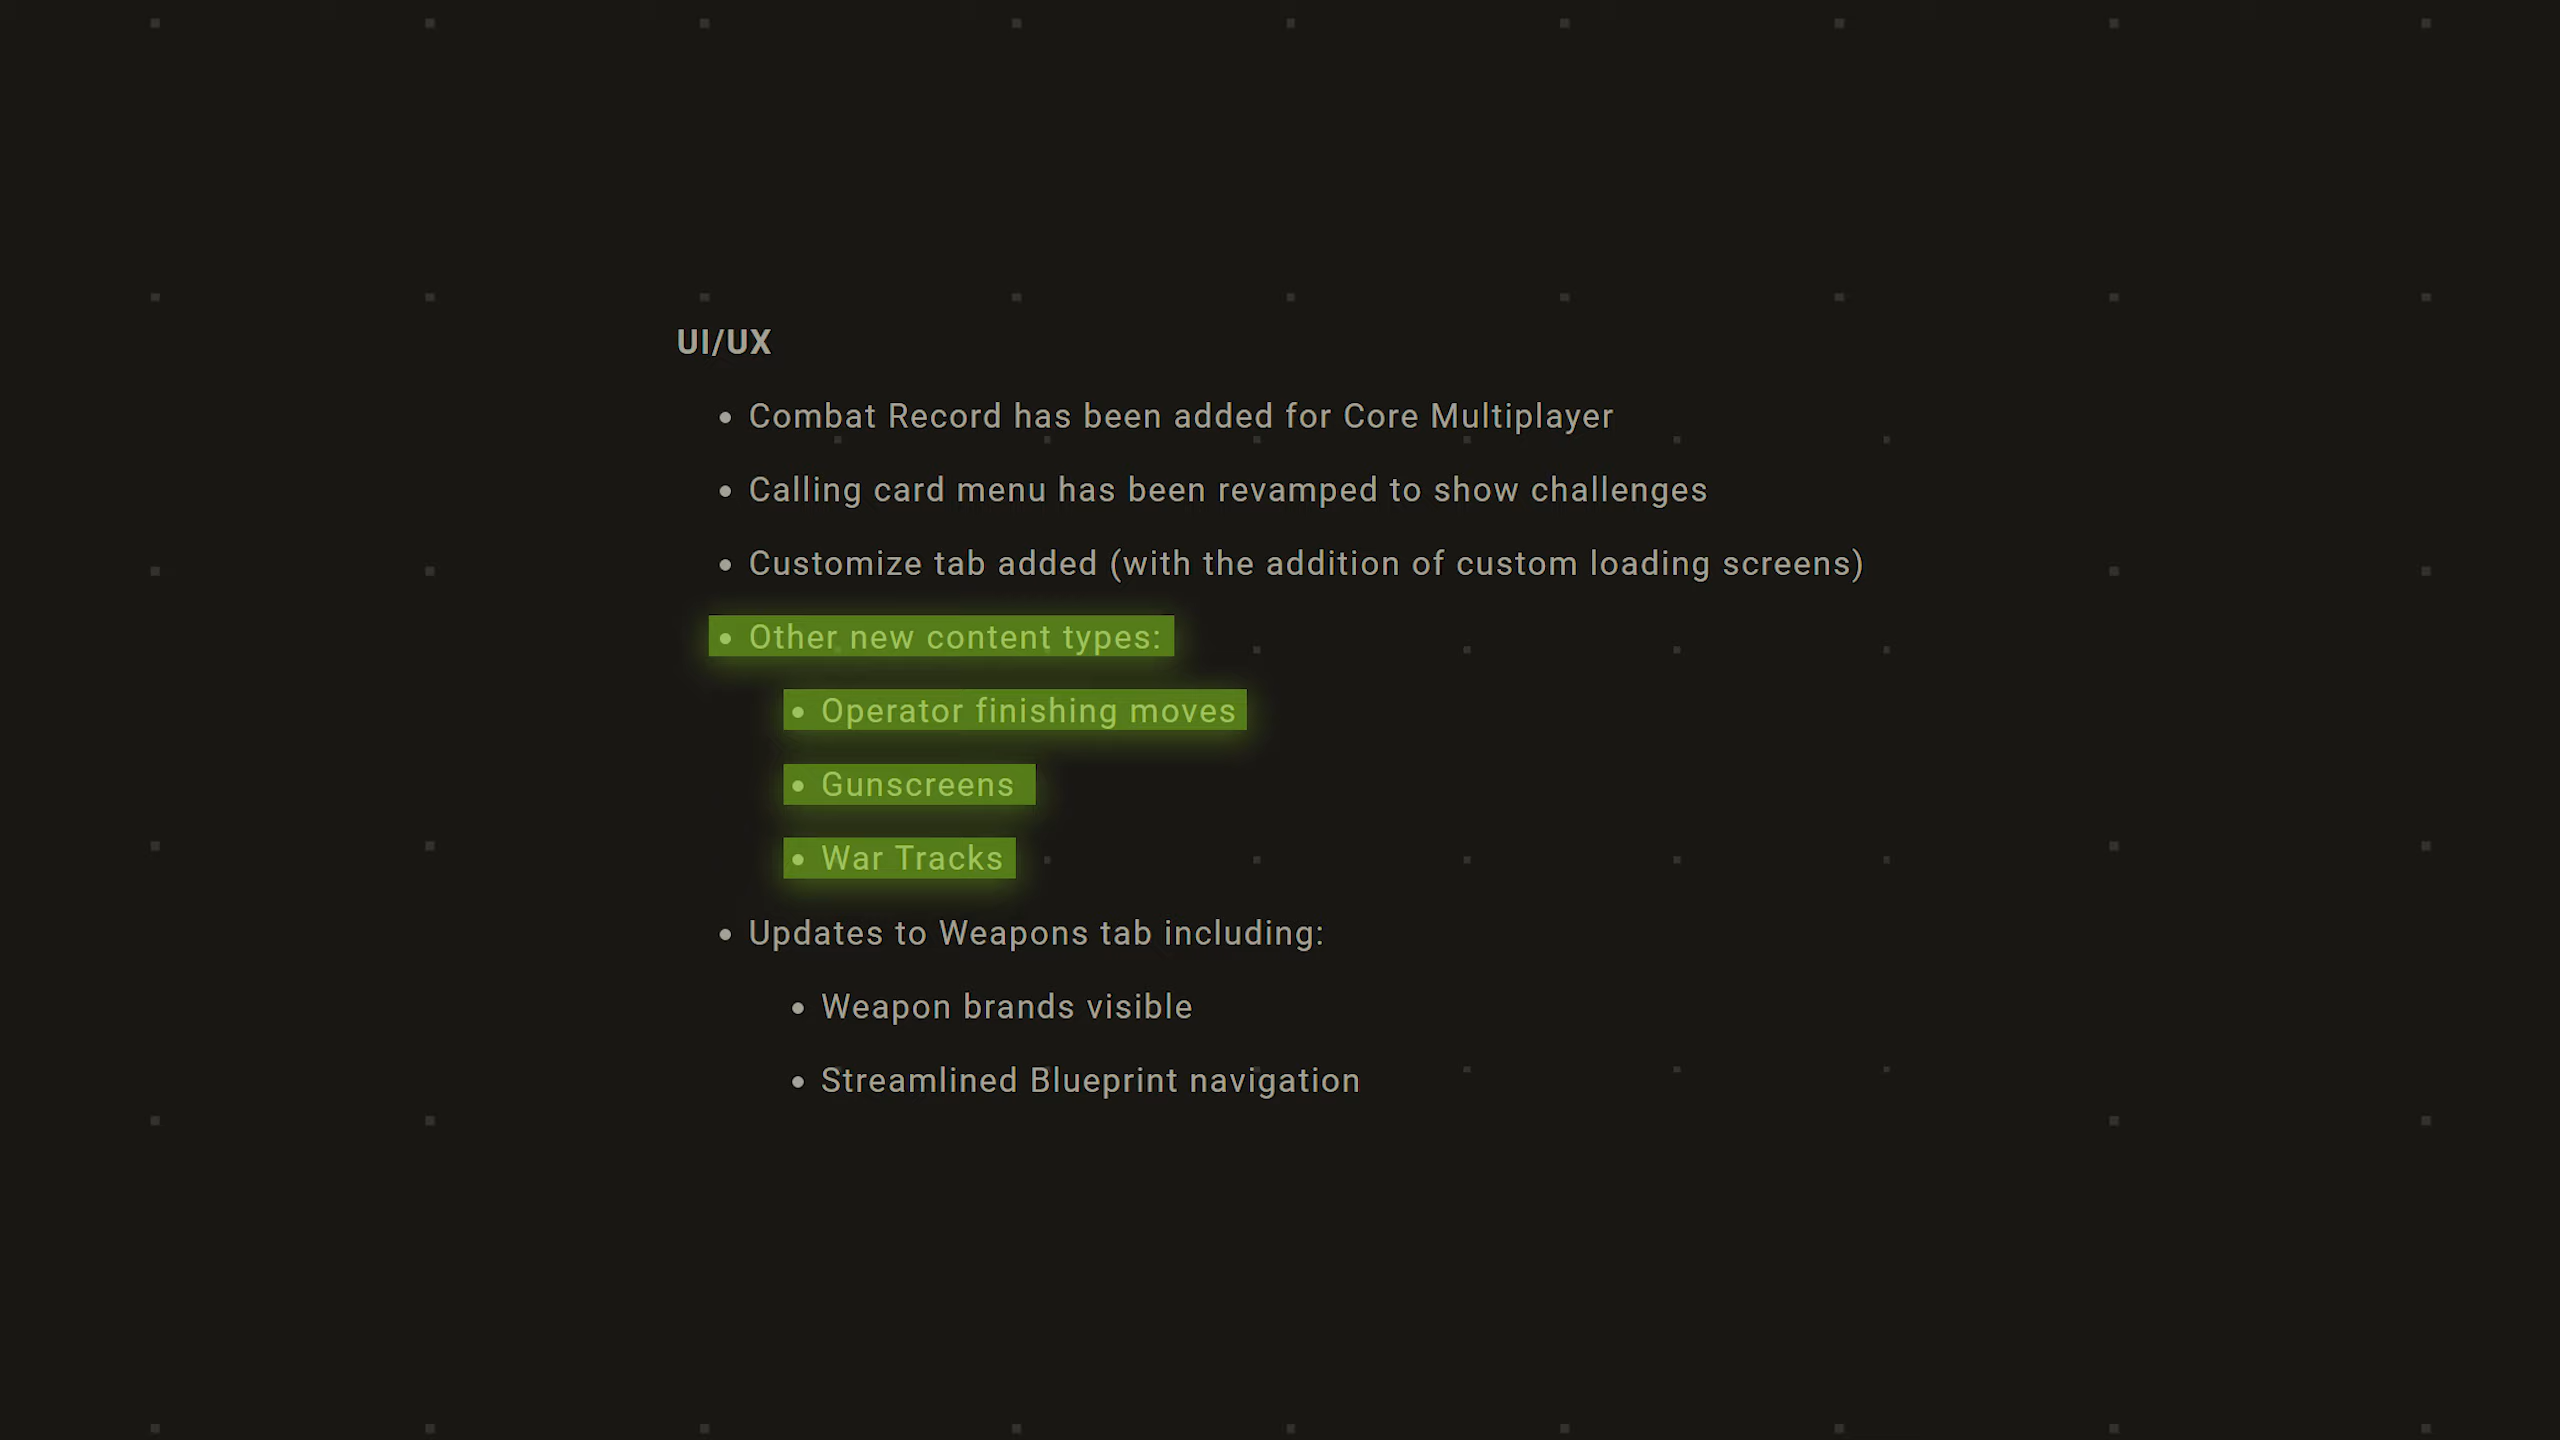 UI/UX
• Combat Record has been added for Core Multiplayer
• Calling card menu has been revamped to show challenges
• Customize tab added (with the addition of custom loading screens)
• Other new content types:
• Operator finishing moves
• Gunscreens
• War Tracks
• Updates to Weapons tab including:
• Weapon brands visible
• Streamlined Blueprint navigation